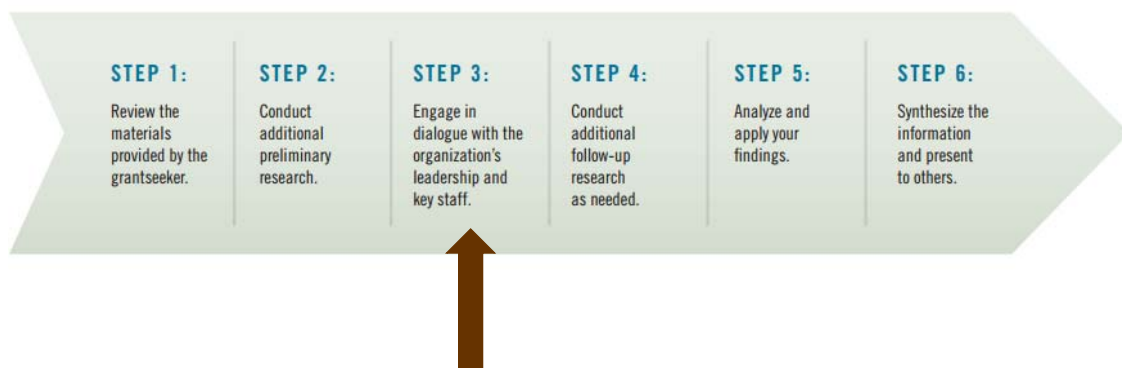 STEP 1:
Review the
materials
provided by the
grantseeker.
STEP 2:
Conduct
additional
preliminary
research.
STEP 3:
Engage in
dialogue with the
organization's
leadership and
key staff.
STEP 4:
Conduct
additional
follow-up
research
as needed.
STEP 5:
Analyze and
apply your
findings.
STEP 6:
Synthesize the
information
and present
to others.